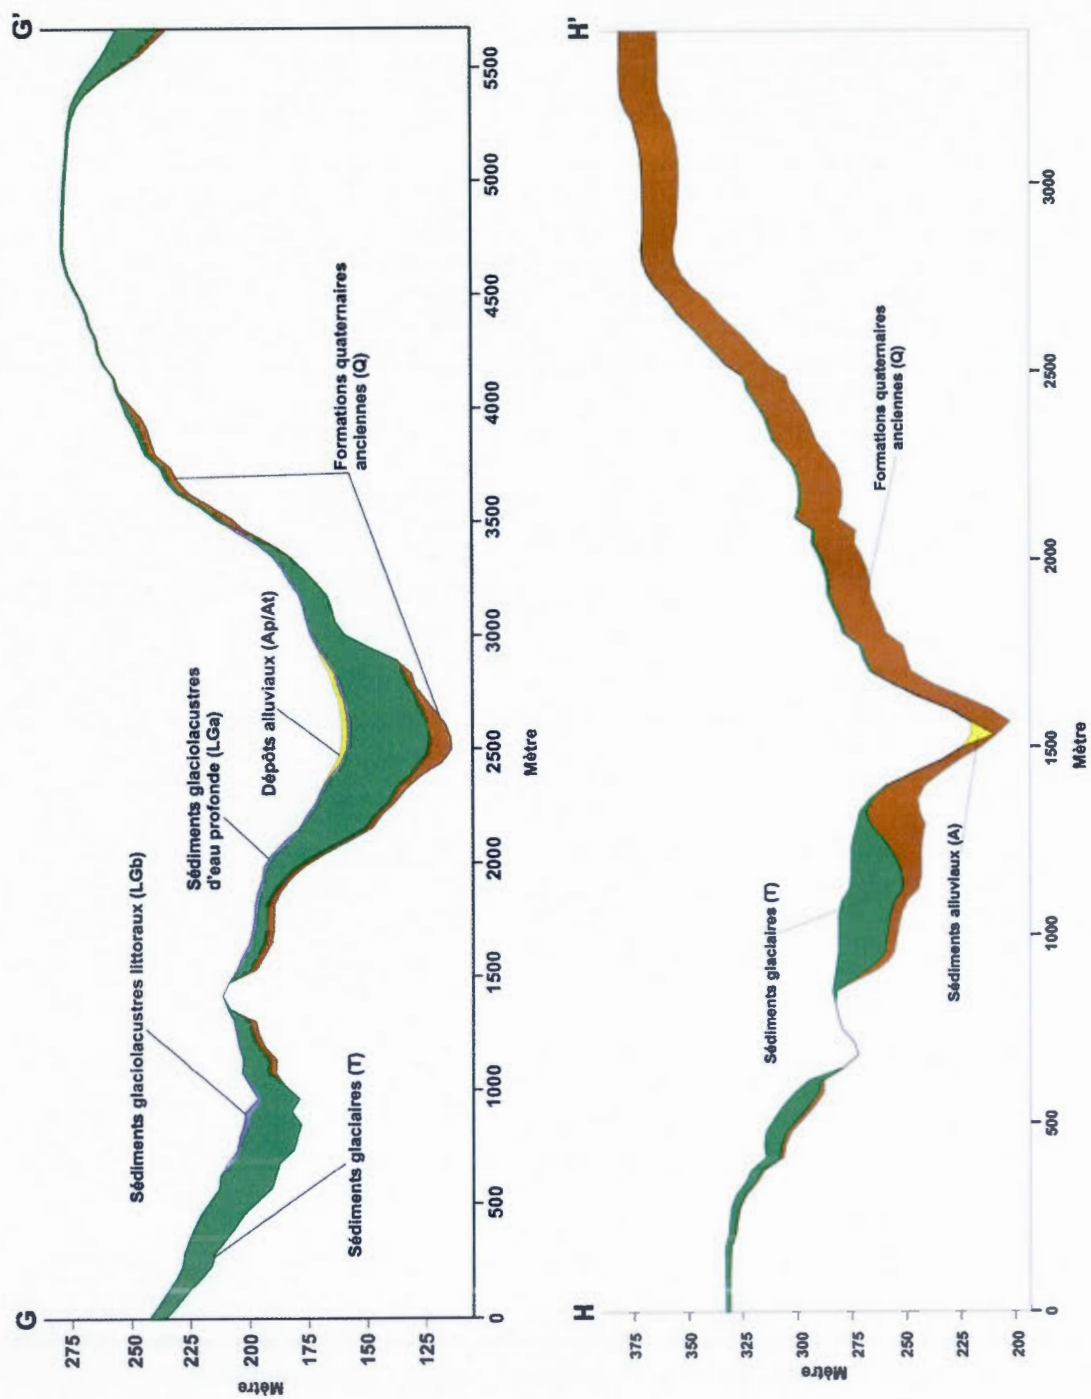 G
G'
275
250
225
200
175
150
125
Mètre
0
500
1000
1500
2000
2500
3000
3500
4000
4500
5000
5500
Mètre
Sédiments glaciolacustres littoraux (LGb)
Sédiments glaciolacustres
d'eau profonde (LGa)
Dépôts alluviaux (Ap/At)
Formations quaternaires
anciennes (Q)
Sédiments glaciaires (T)
H
H'
375
350
325
300
275
250
225
200
Mètre
0
500
1000
1500
2000
2500
3000
Mètre
Sédiments glaciaires (T)
Sédiments alluviaux (A)
Formations quaternaires
anciennes (Q)